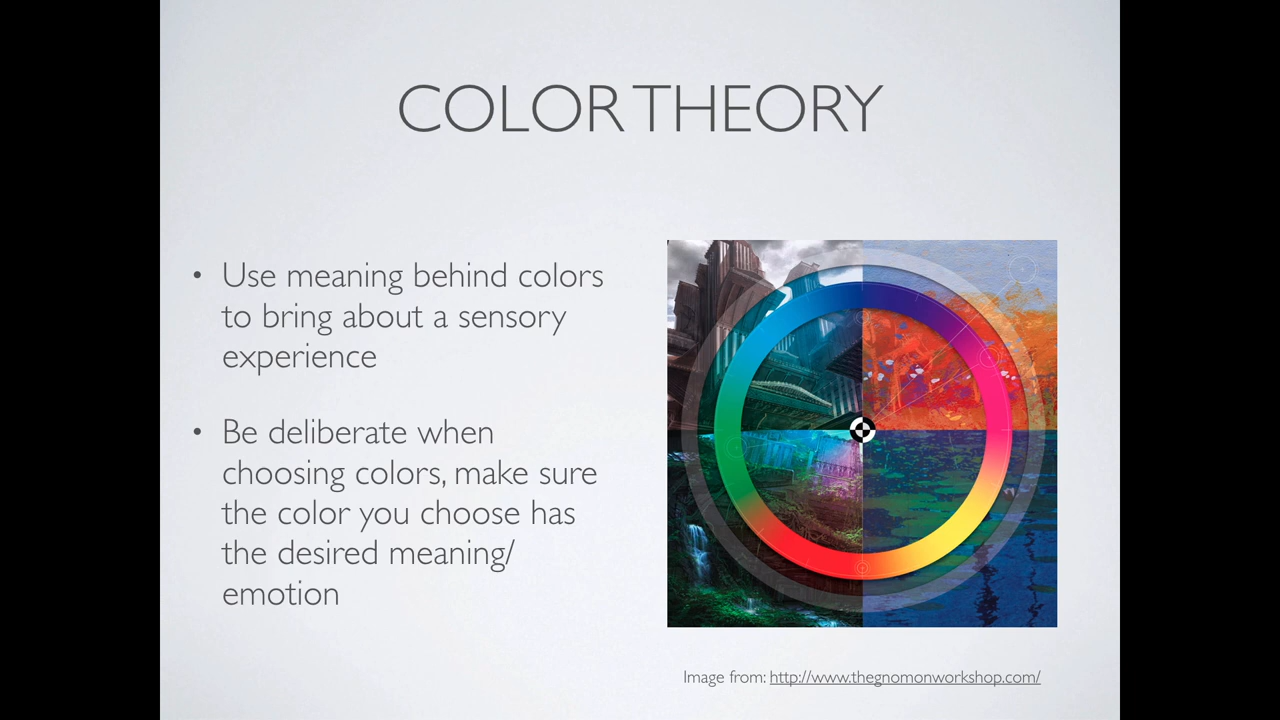 COLOR THEORY
• Use meaning behind colors
to bring about a sensory
experience
• Be deliberate when
choosing colors, make sure
the color you choose has
the desired meaning/
emotion
Image from: http://www.thegnomonworkshop.com/